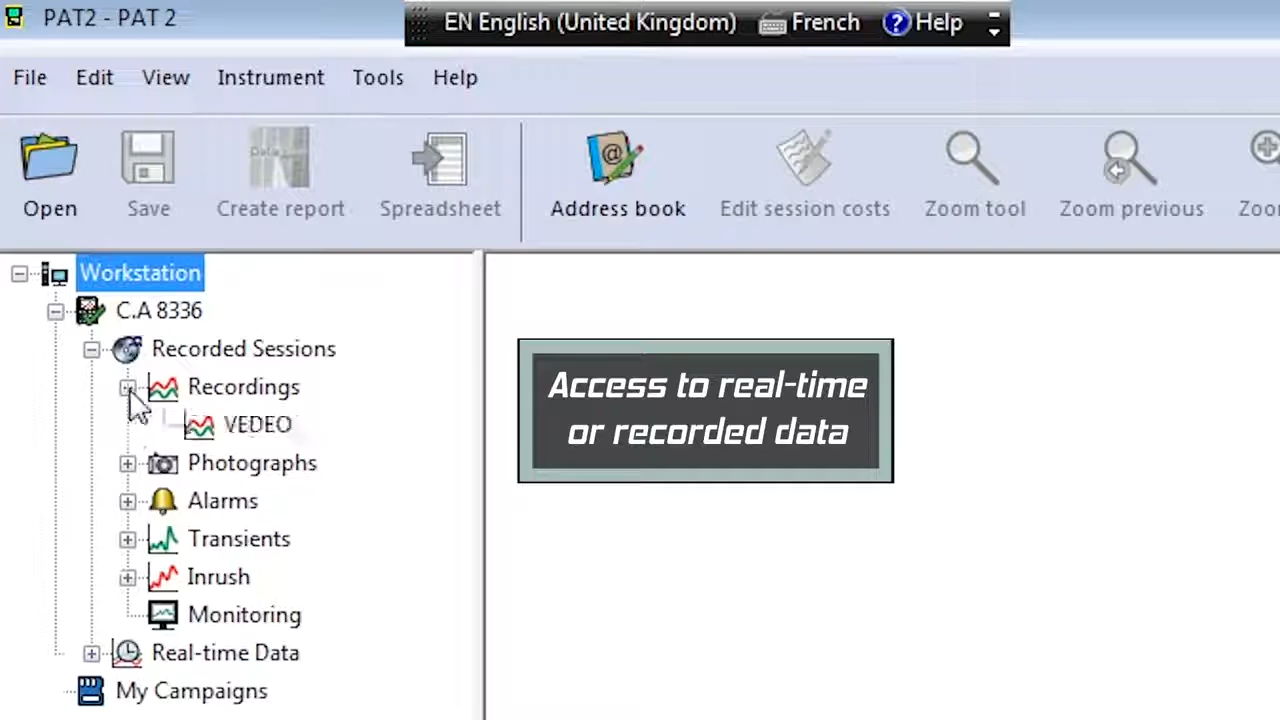 PAT2 - PAT 2
EN English (United Kingdom) French Help
File Edit View Instrument Tools Help
Open Save Create report Spreadsheet Address book Edit session costs Zoom tool Zoom previous Zoo
Workstation
C.A 8336
Recorded Sessions
Recordings
VEDEO
Photographs
Alarms
Transients
Inrush
Monitoring
Real-time Data
My Campaigns
Access to real-time
or recorded data